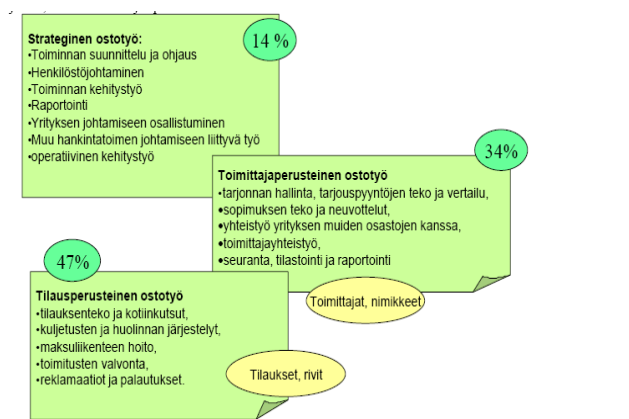 Strateginen ostotyö:
14 %
•Toiminnan suunnittelu ja ohjaus
•Henkilöstöjohtaminen
•Toiminnan kehitystyö
•Raportointi
•Yrityksen johtamiseen osallistuminen
•Muu hankintatoimen johtamiseen liittyvä työ
•operatiivinen kehitystyö
34%
Toimittajaperusteinen ostotyö
•tarjonnan hallinta, tarjouspyyntöjen teko ja vertailu,
•sopimuksen teko ja neuvottelut,
•yhteistyö yrityksen muiden osastojen kanssa,
•toimittajayhteistyö,
•seuranta, tilastointi ja raportointi
Toimittajat, nimikkeet
47%
Tilausperusteinen ostotyö
•tilauksenteko ja kotiinkutsut,
•kuljetusten ja huolinnan järjestelyt,
•maksuliikenteen hoito,
•toimitusten valvonta,
•reklamaatiot ja palautukset.
Tilaukset, rivit